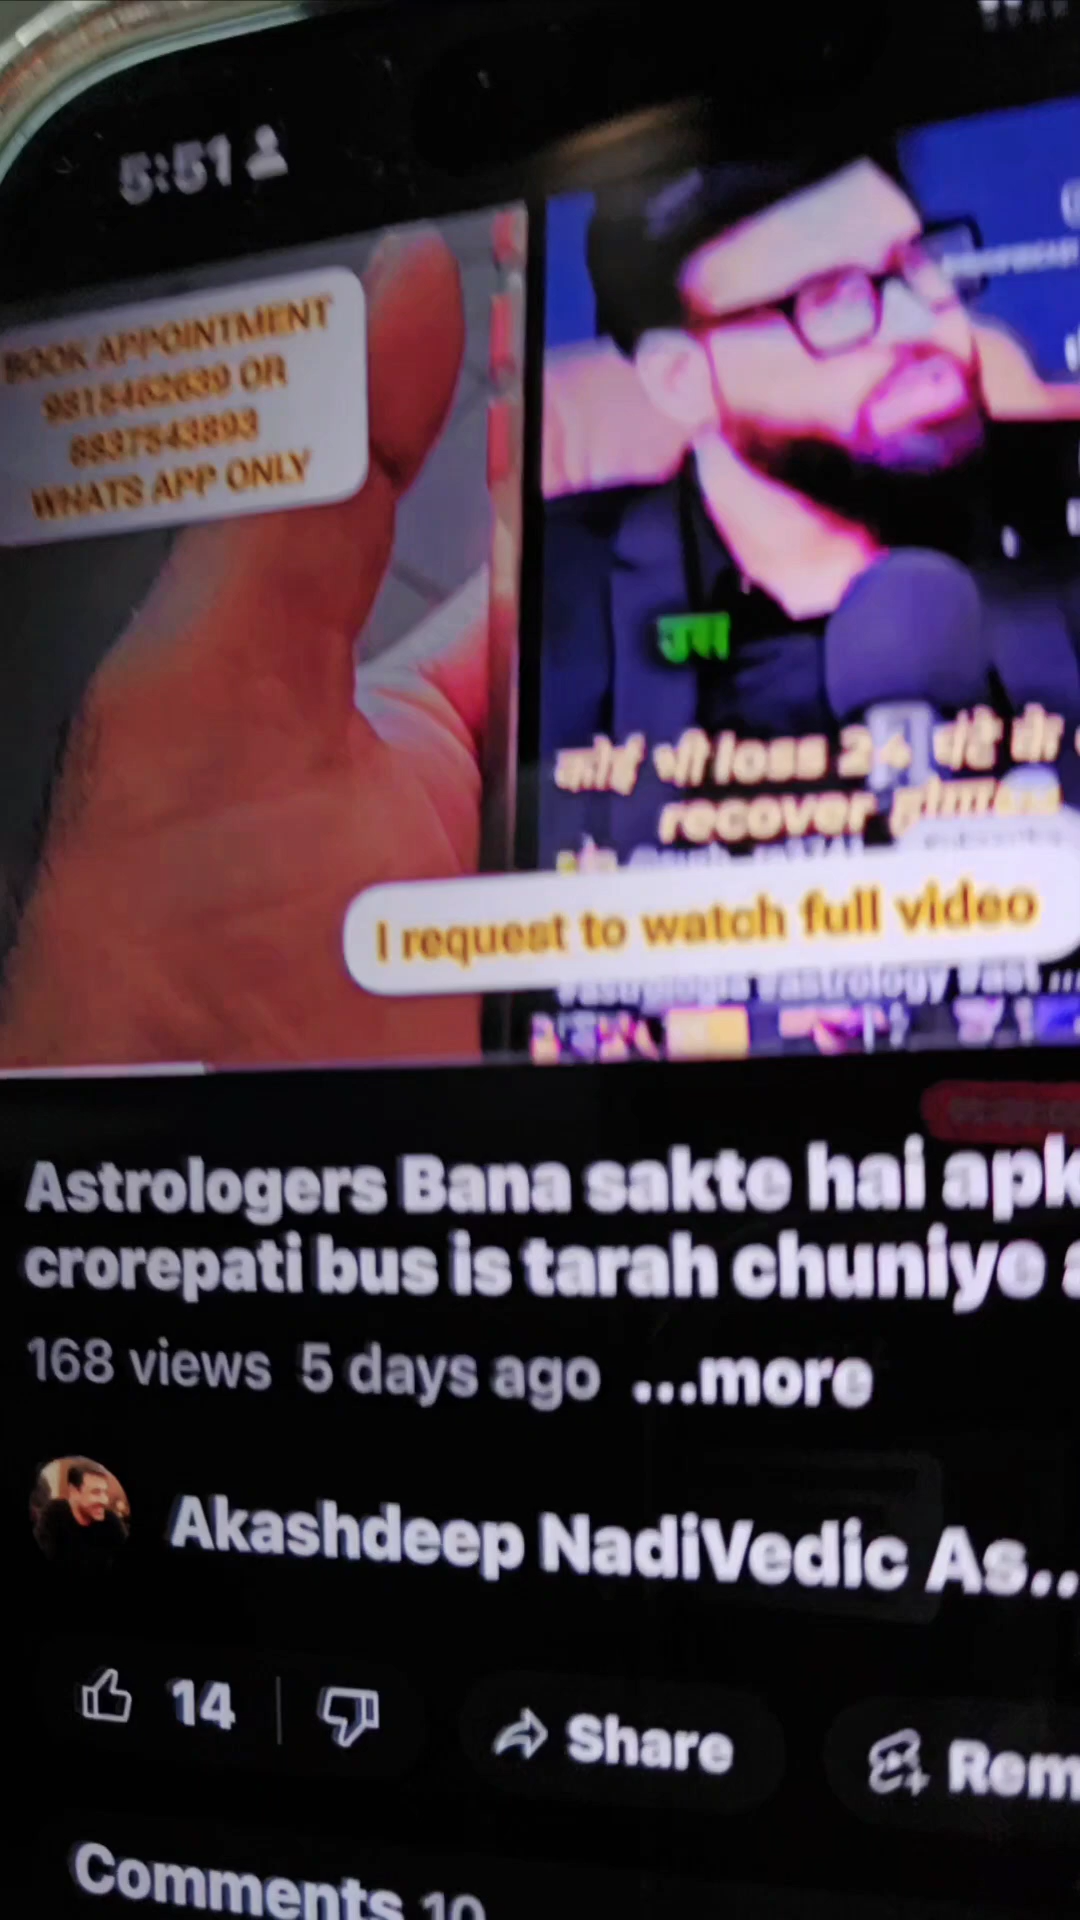 5:51
BOOK APPOINTMENT
9815462639 OR
8837543893
WHATS APP ONLY
कोई भी loss 24 घंटे के
recover
I request to watch full video
Astrologers Bana sakte hai apk
crorepati bus is tarah chuniye
168 views 5 days ago ...more
Akashdeep NadiVedic As..
14
Share
Rem
Comments 10